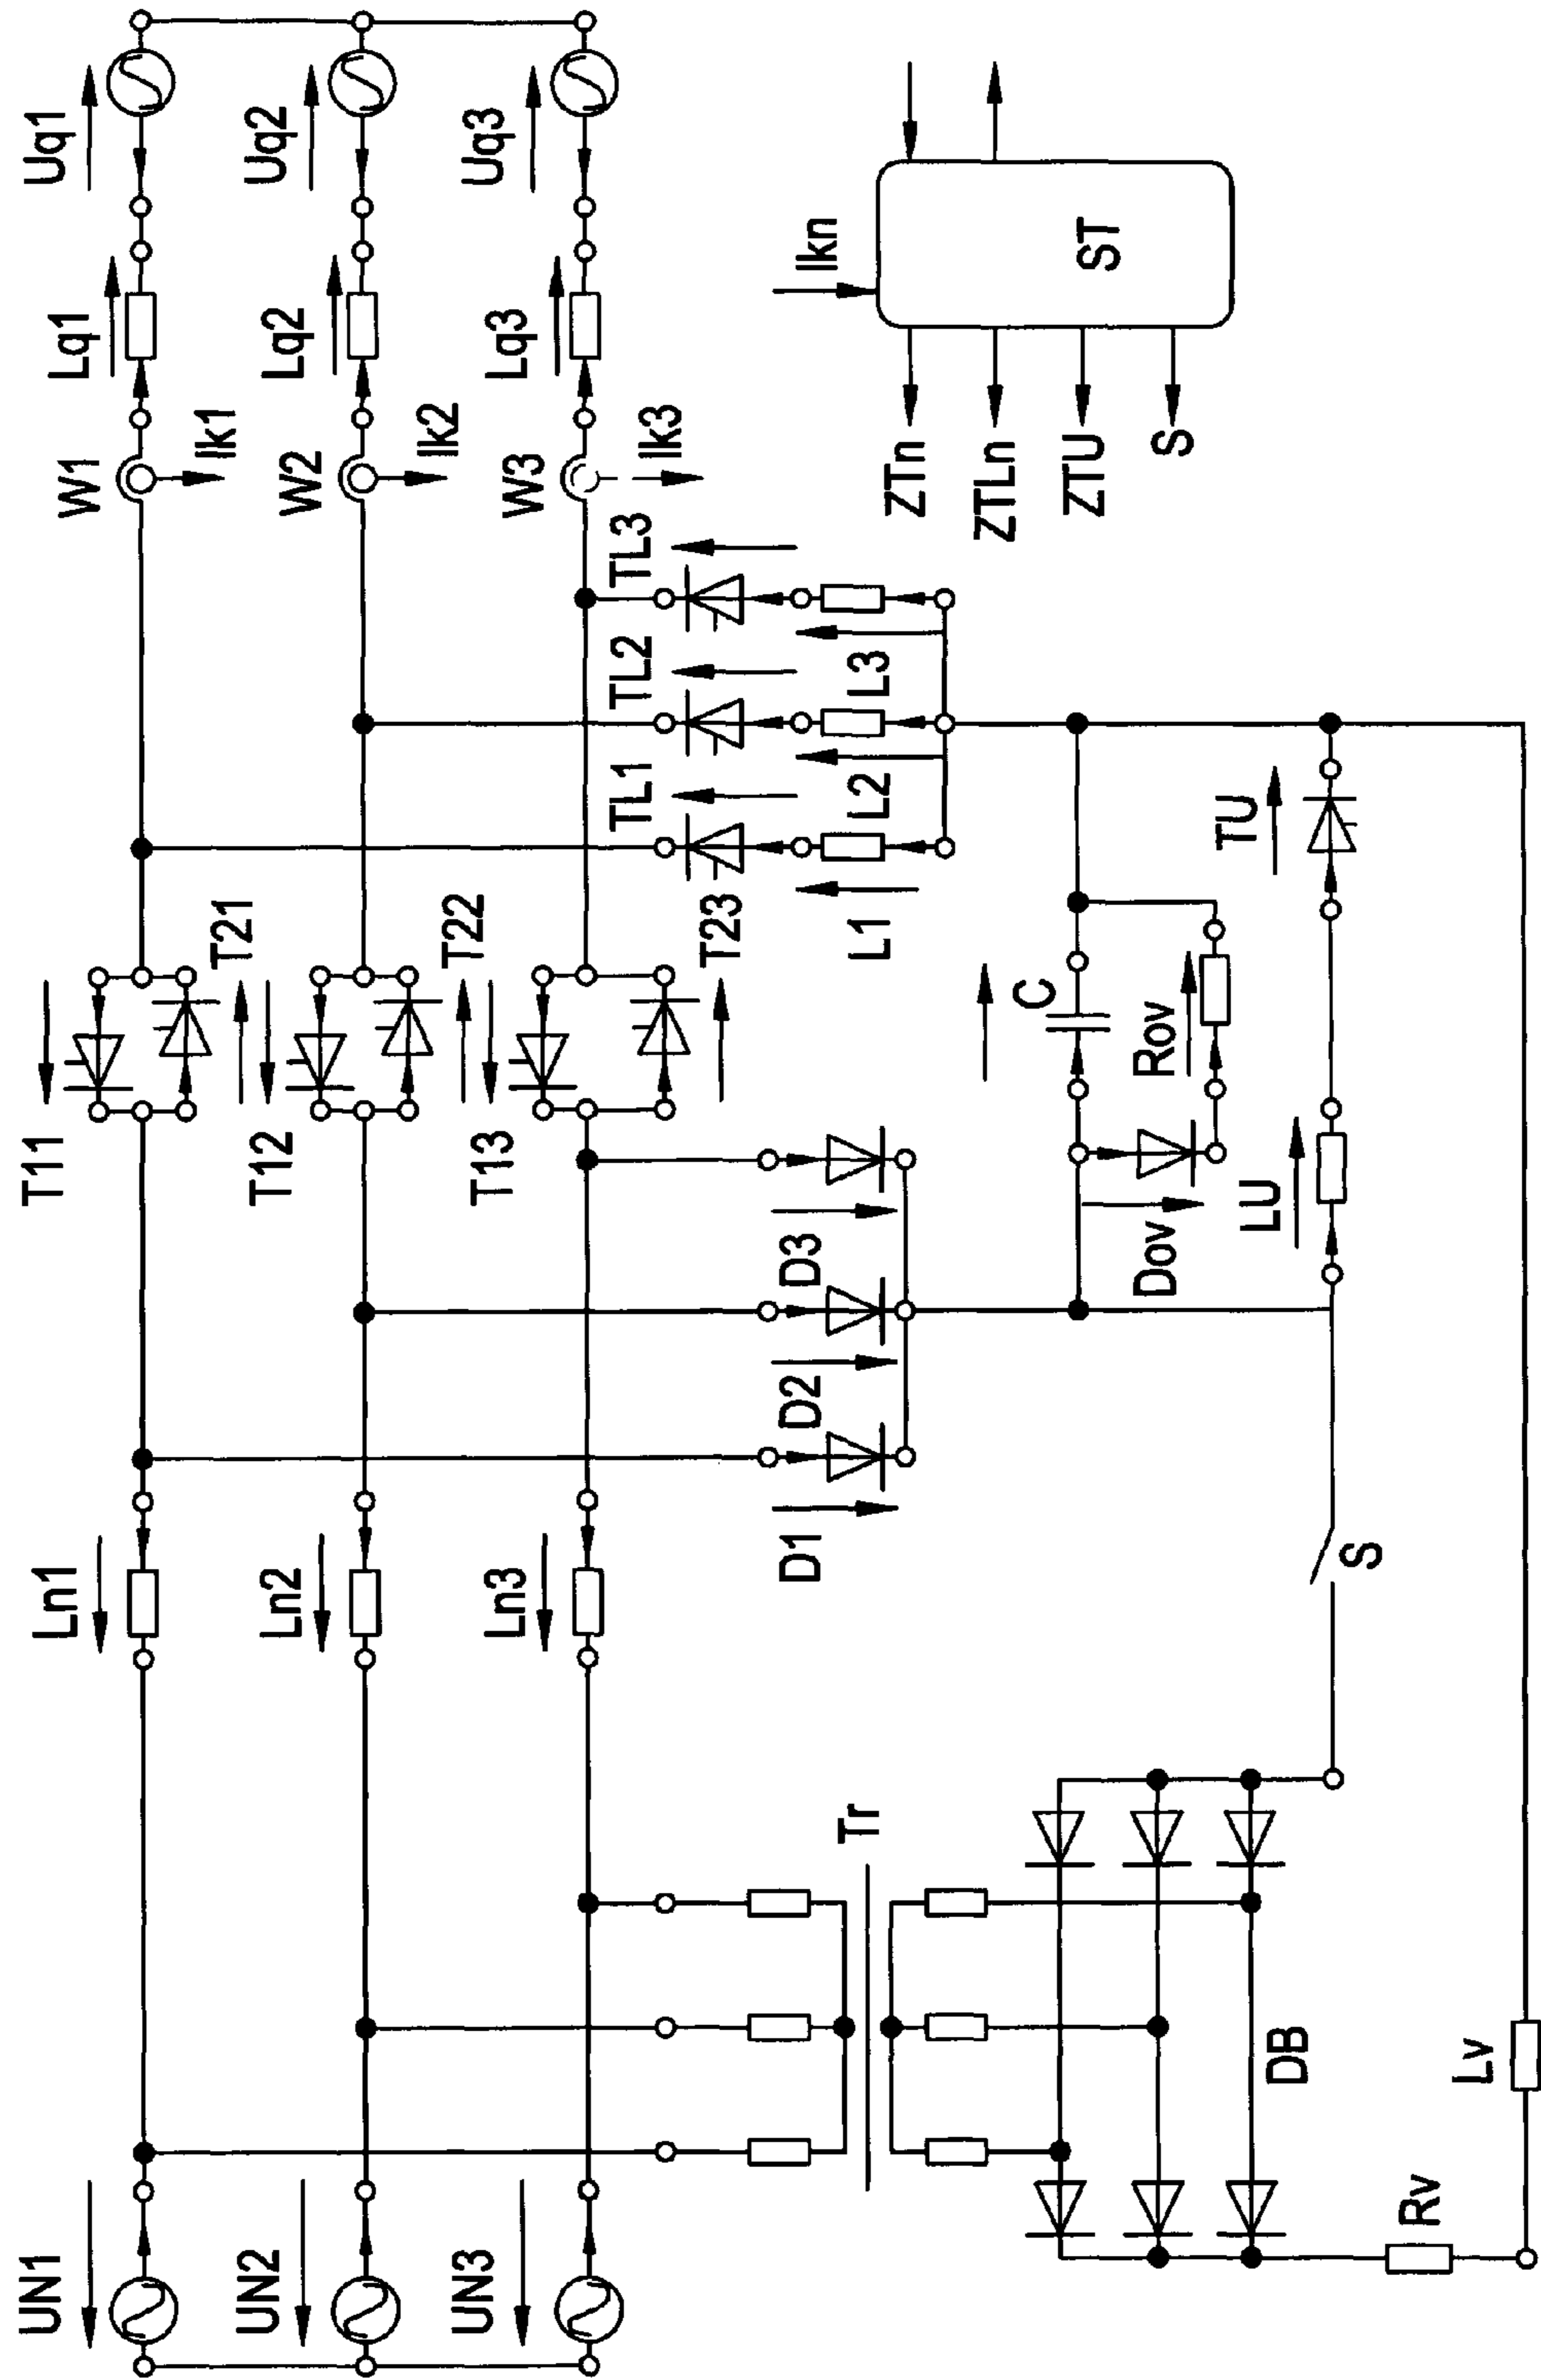 UN1
UN2
UN3
Ln1
Ln2
Ln3
T11
T21
T12
T22
T13
T23
W1
Ik1
W2
Ik2
W3
Ik3
Lq1
Lq2
Lq3
Uq1
Uq2
Uq3
Tr
D1
D2
D3
TL1
TL2
TL3
L1
L2
L3
C
Dov
Rov
LU
TU
S
DB
Rv
Lv
Ikn
ST
ZTn
ZTLn
ZTU
S